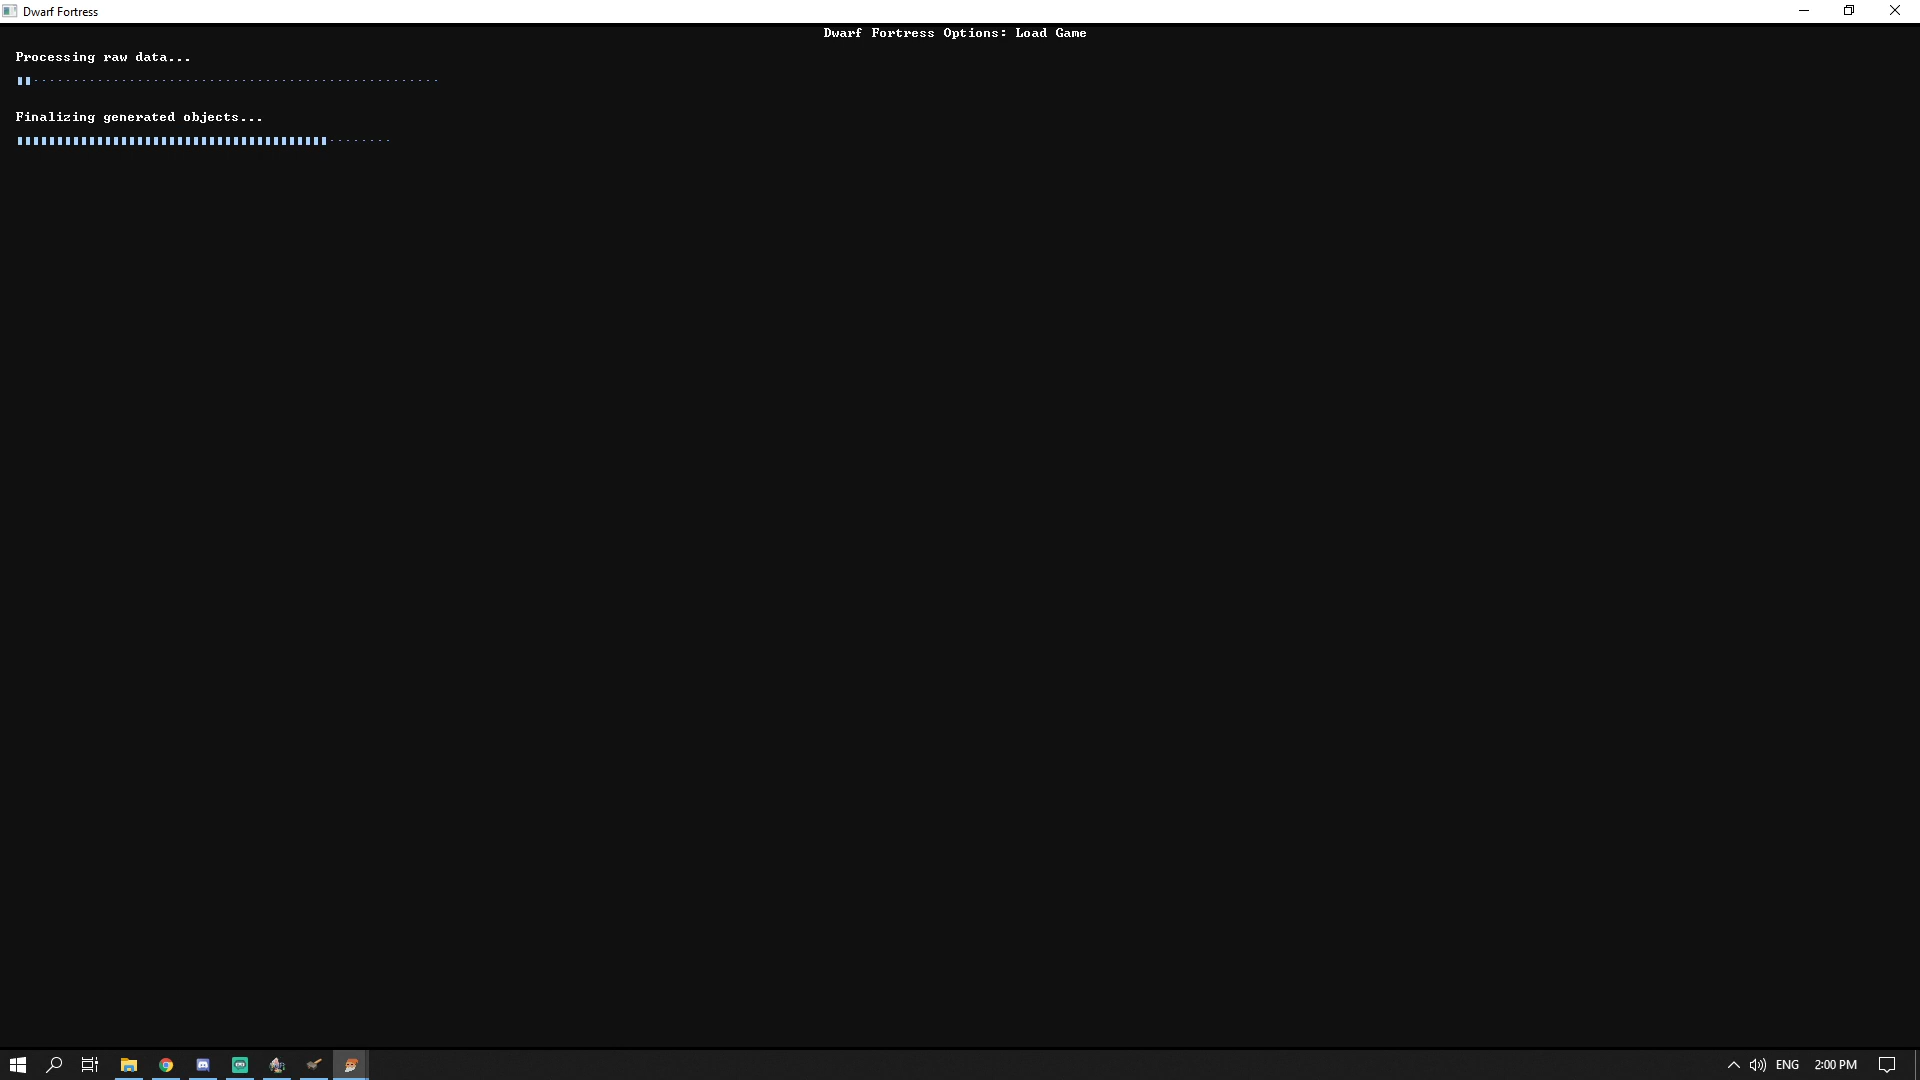 Dwarf Fortress
Dwarf Fortress Options: Load Game
Processing raw data...
Finalizing generated objects...
ENG
2:00 PM